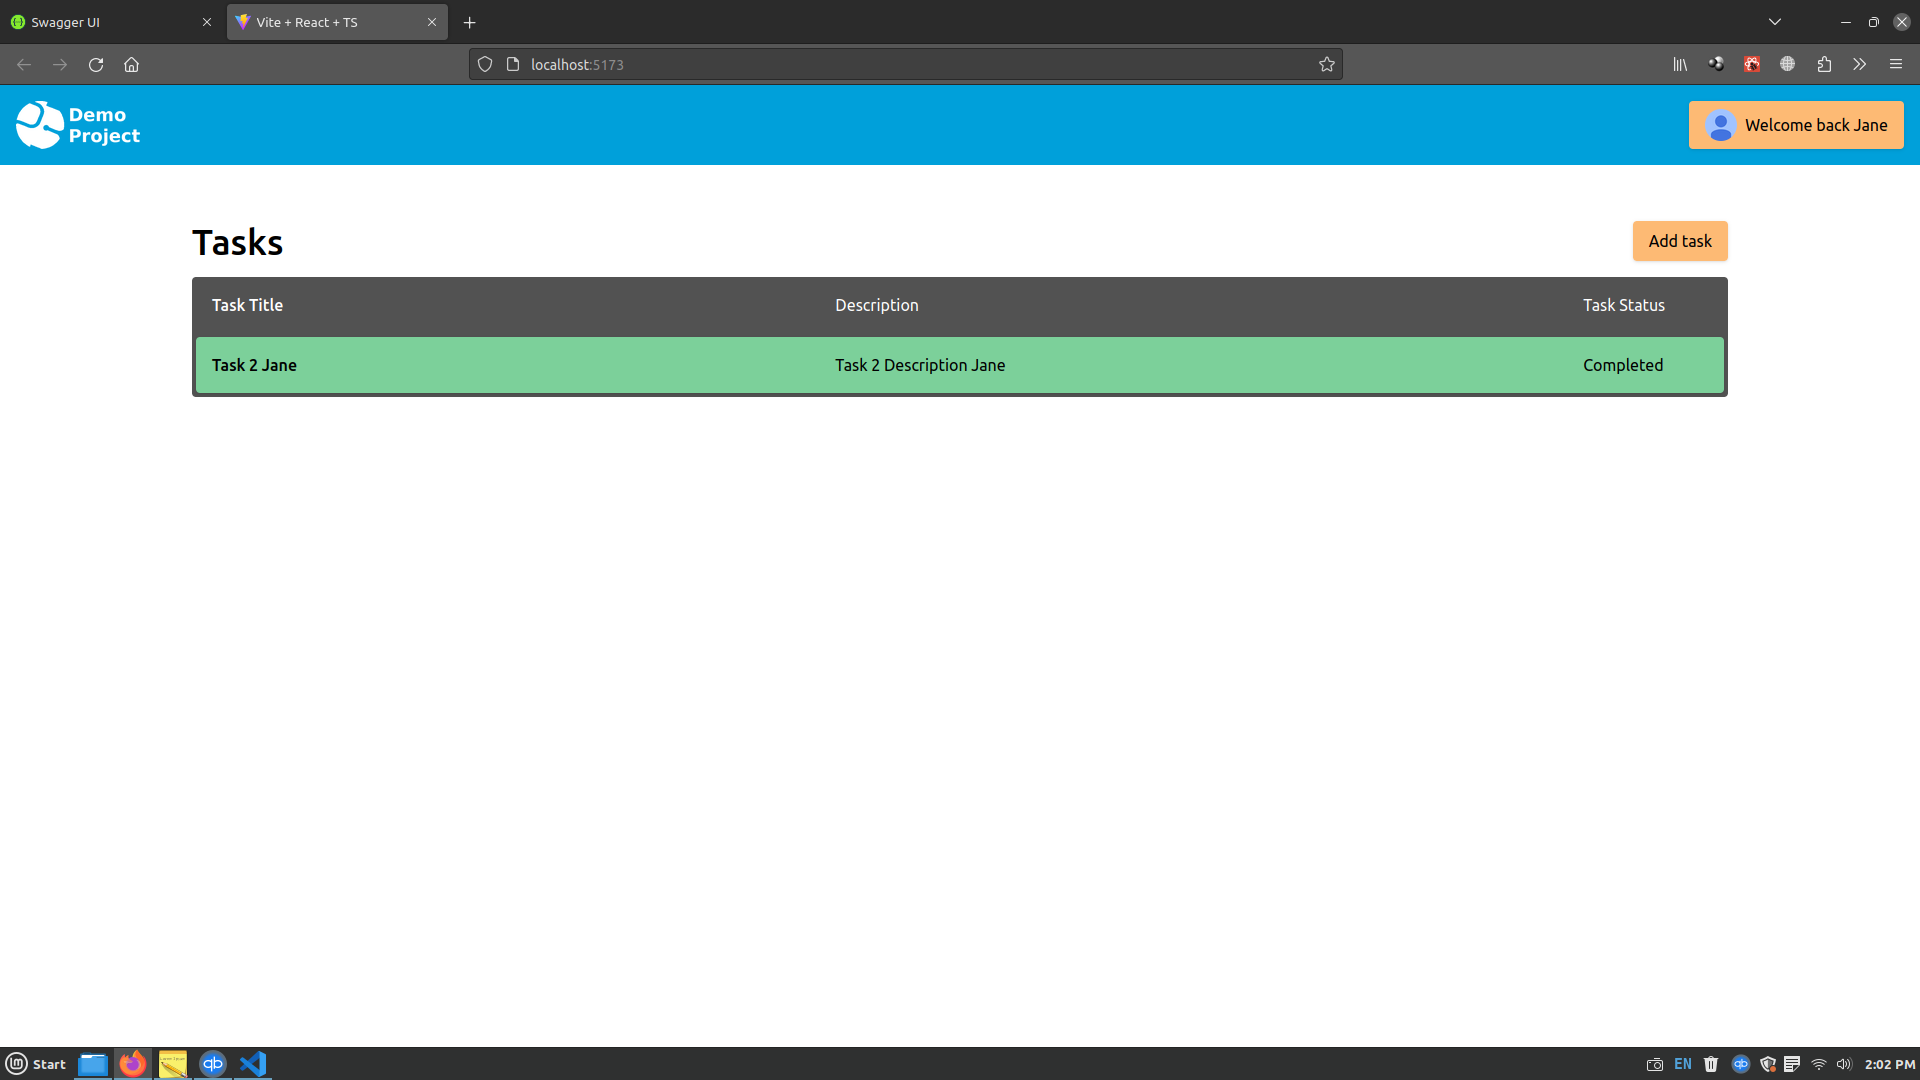 Swagger UI
Vite + React + TS
localhost:5173
Demo
Project
Welcome back Jane
Tasks
Add task
Task Title Description Task Status
Task 2 Jane Task 2 Description Jane Completed
Start
EN
2:02 PM